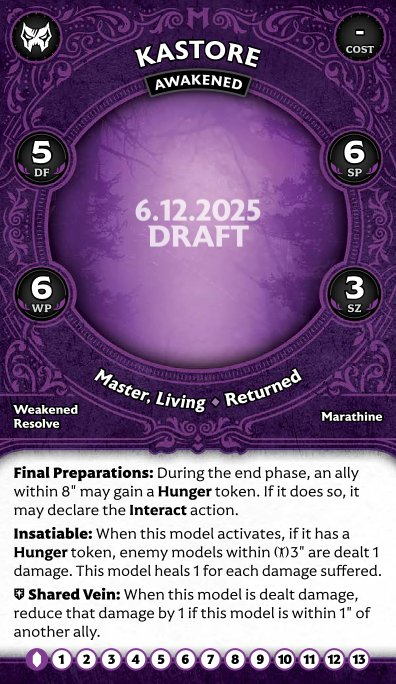 KASTORE
AWAKENED
-
COST
5
DF
6
SP
6.12.2025
DRAFT
6
WP
3
SZ
Master, Living ◆ Returned
Weakened
Resolve
Marathine
Final Preparations: During the end phase, an ally
within 8" may gain a Hunger token. If it does so, it
may declare the Interact action.
Insatiable: When this model activates, if it has a
Hunger token, enemy models within 3" are dealt 1
damage. This model heals 1 for each damage suffered.
Shared Vein: When this model is dealt damage,
reduce that damage by 1 if this model is within 1" of
another ally.
1 2 3 4 5 6 7 8 9 10 11 12 13